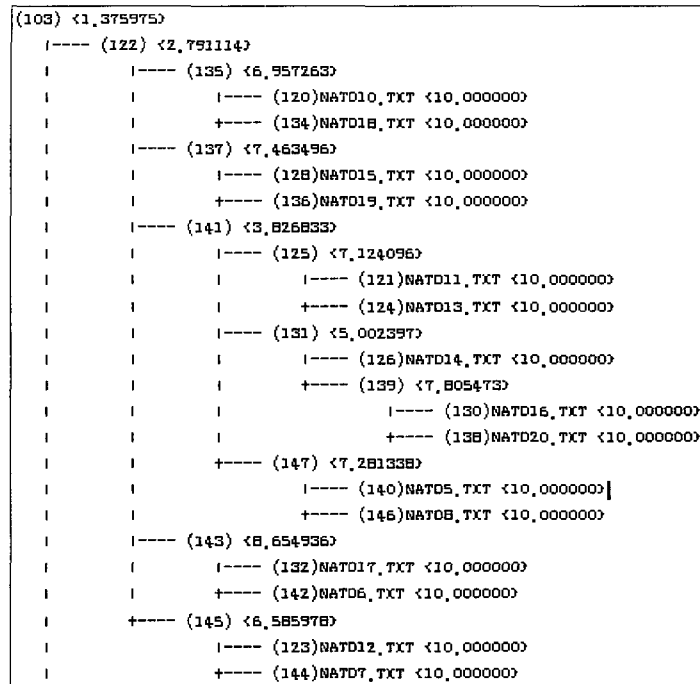 (103) <1.375975>
|---- (122) <2.791114>
| |---- (135) <6.957263>
| | |---- (120)NATO10.TXT <10.000000>
| | +---- (134)NATO18.TXT <10.000000>
| |---- (137) <7.463496>
| | |---- (128)NATO15.TXT <10.000000>
| | +---- (136)NATO19.TXT <10.000000>
| |---- (141) <3.826833>
| | |---- (125) <7.124096>
| | | |---- (121)NATO11.TXT <10.000000>
| | | +---- (124)NATO13.TXT <10.000000>
| | |---- (131) <5.002397>
| | | |---- (126)NATO14.TXT <10.000000>
| | | +---- (139) <7.805473>
| | | |---- (130)NATO16.TXT <10.000000>
| | | +---- (138)NATO20.TXT <10.000000>
| | +---- (147) <7.281338>
| | |---- (140)NATO5.TXT <10.000000>
| | +---- (146)NATO8.TXT <10.000000>
| |---- (143) <8.654936>
| | |---- (132)NATO17.TXT <10.000000>
| | +---- (142)NATO6.TXT <10.000000>
| +---- (145) <6.585978>
| |---- (123)NATO12.TXT <10.000000>
| +---- (144)NATO7.TXT <10.000000>